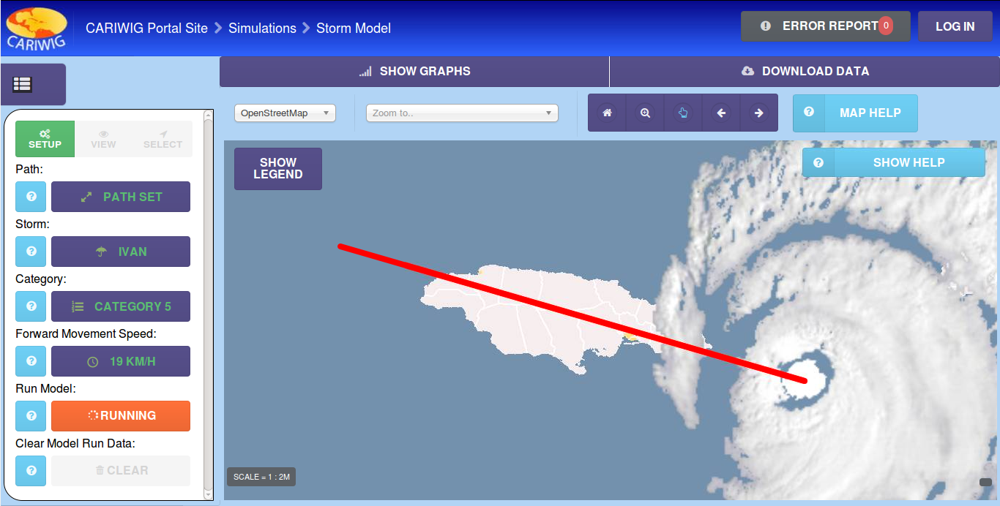 CARIWIG
CARIWIG Portal Site
Simulations
Storm Model
ERROR REPORT 0
LOG IN
SHOW GRAPHS
DOWNLOAD DATA
OpenStreetMap
Zoom to..
MAP HELP
SETUP
VIEW
SELECT
Path:
PATH SET
Storm:
IVAN
Category:
CATEGORY 5
Forward Movement Speed:
19 KM/H
Run Model:
RUNNING
Clear Model Run Data:
CLEAR
SHOW
LEGEND
SHOW HELP
SCALE = 1 : 2M